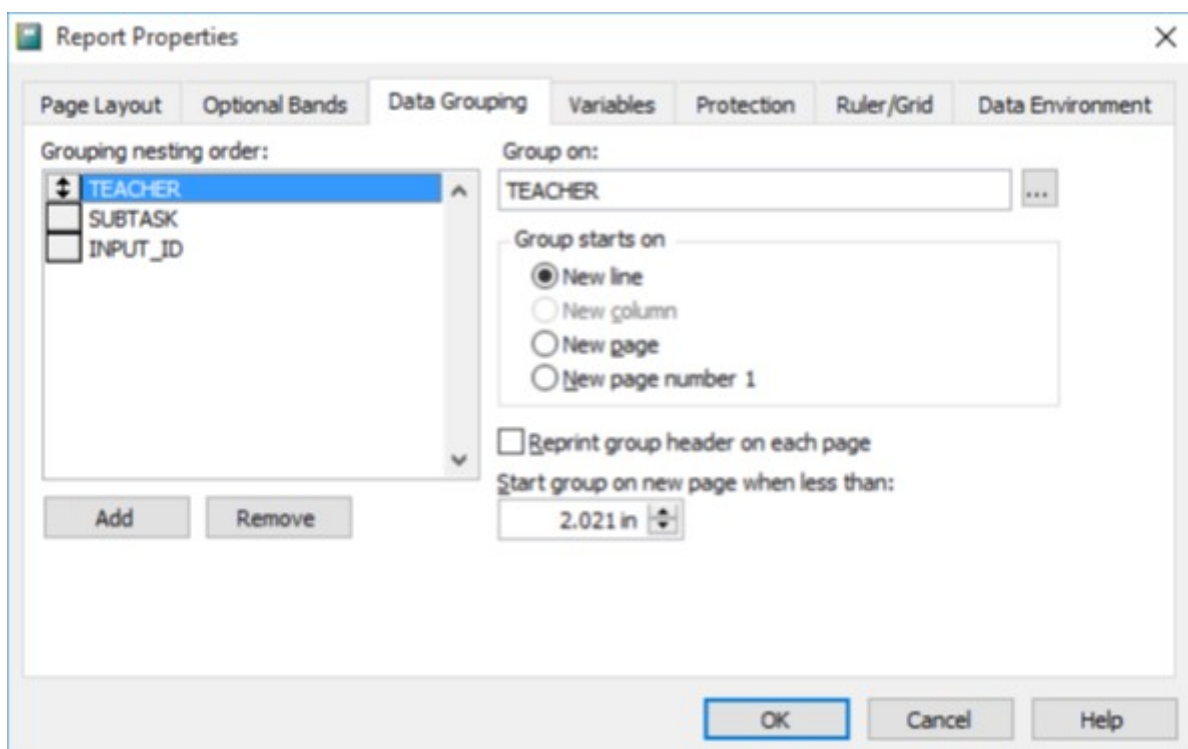 Report Properties
Page Layout Optional Bands Data Grouping Variables Protection Ruler/Grid Data Environment
Grouping nesting order:
TEACHER
SUBTASK
INPUT_ID
Add Remove
Group on:
TEACHER ...
Group starts on
New line
New column
New page
New page number 1
Reprint group header on each page
Start group on new page when less than:
2.021 in
OK Cancel Help